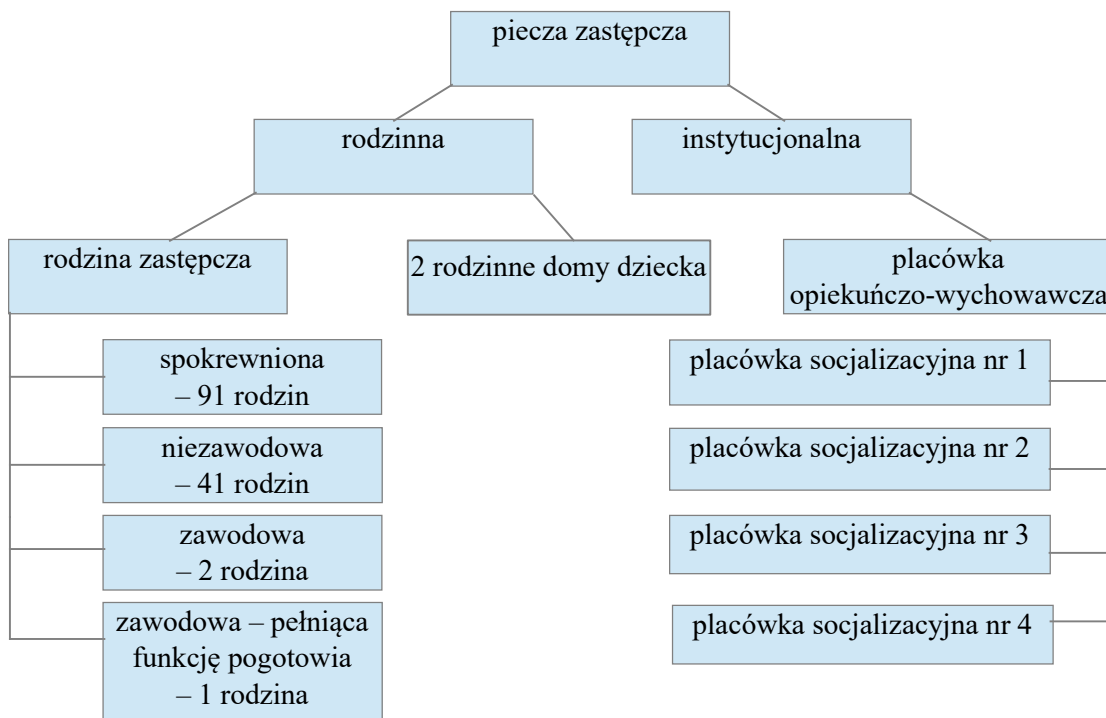 piecza zastępcza
rodzinna
instytucjonalna
rodzina zastępcza
2 rodzinne domy dziecka
placówka
opiekuńczo-wychowawcza
spokrewniona
– 91 rodzin
niezawodowa
– 41 rodzin
zawodowa
– 2 rodzina
zawodowa – pełniąca
funkcję pogotowia
– 1 rodzina
placówka socjalizacyjna nr 1
placówka socjalizacyjna nr 2
placówka socjalizacyjna nr 3
placówka socjalizacyjna nr 4